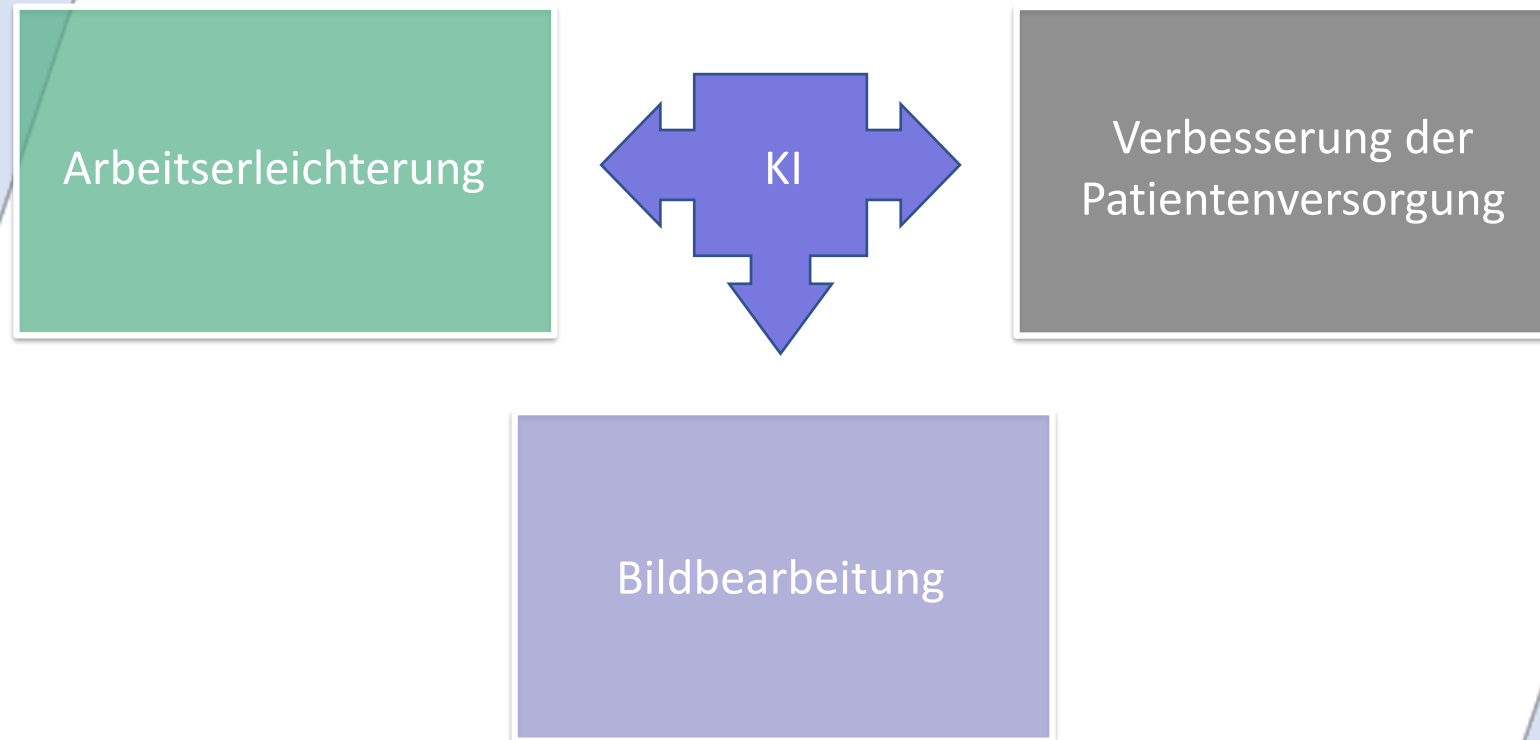 Arbeitserleichterung
KI
Verbesserung der
Patientenversorgung
Bildbearbeitung